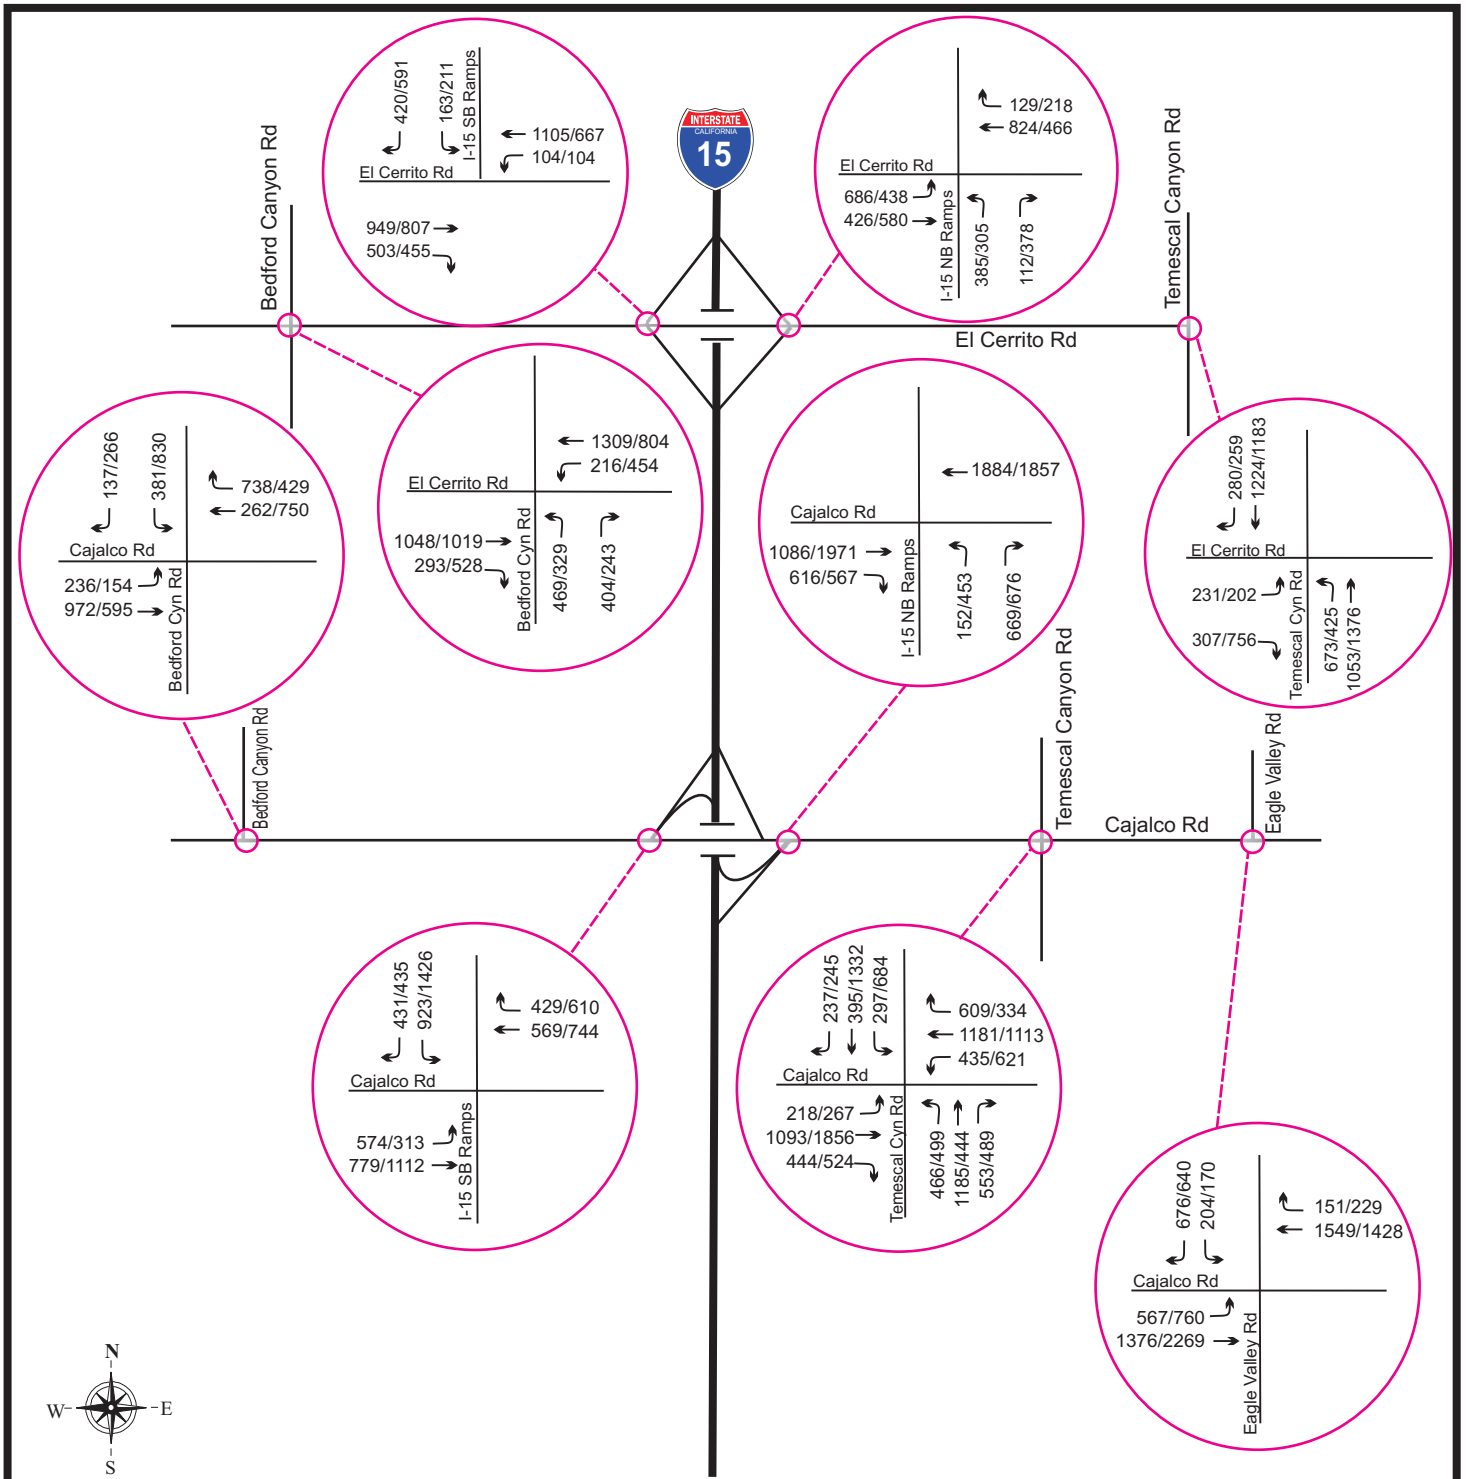 INTERSTATE
CALIFORNIA
15
Bedford Canyon Rd
Temescal Canyon Rd
El Cerrito Rd
420/591
163/211
I-15 SB Ramps
1105/667
104/104
El Cerrito Rd
949/807
503/455
129/218
824/466
El Cerrito Rd
686/438
426/580
I-15 NB Ramps
385/305
112/378
137/266
381/830
738/429
262/750
Cajalco Rd
236/154
972/595
Bedford Cyn Rd
1309/804
216/454
El Cerrito Rd
1048/1019
293/528
Bedford Cyn Rd
469/329
404/243
1884/1857
Cajalco Rd
1086/1971
616/567
I-15 NB Ramps
152/453
669/676
280/259
1224/183
El Cerrito Rd
231/202
307/756
Temescal Cyn Rd
673/425
1053/1376
Bedford Canyon Rd
Temescal Canyon Rd
Eagle Valley Rd
Cajalco Rd
431/435
923/1426
429/610
569/744
Cajalco Rd
574/313
779/1112
I-15 SB Ramps
237/245
395/1332
297/684
609/334
1181/1113
435/621
Cajalco Rd
218/267
1093/1856
444/524
Temescal Cyn Rd
466/499
1185/444
553/489
676/640
204/170
151/229
1549/1428
Cajalco Rd
567/760
1376/2269
Eagle Valley Rd
N
W
E
S